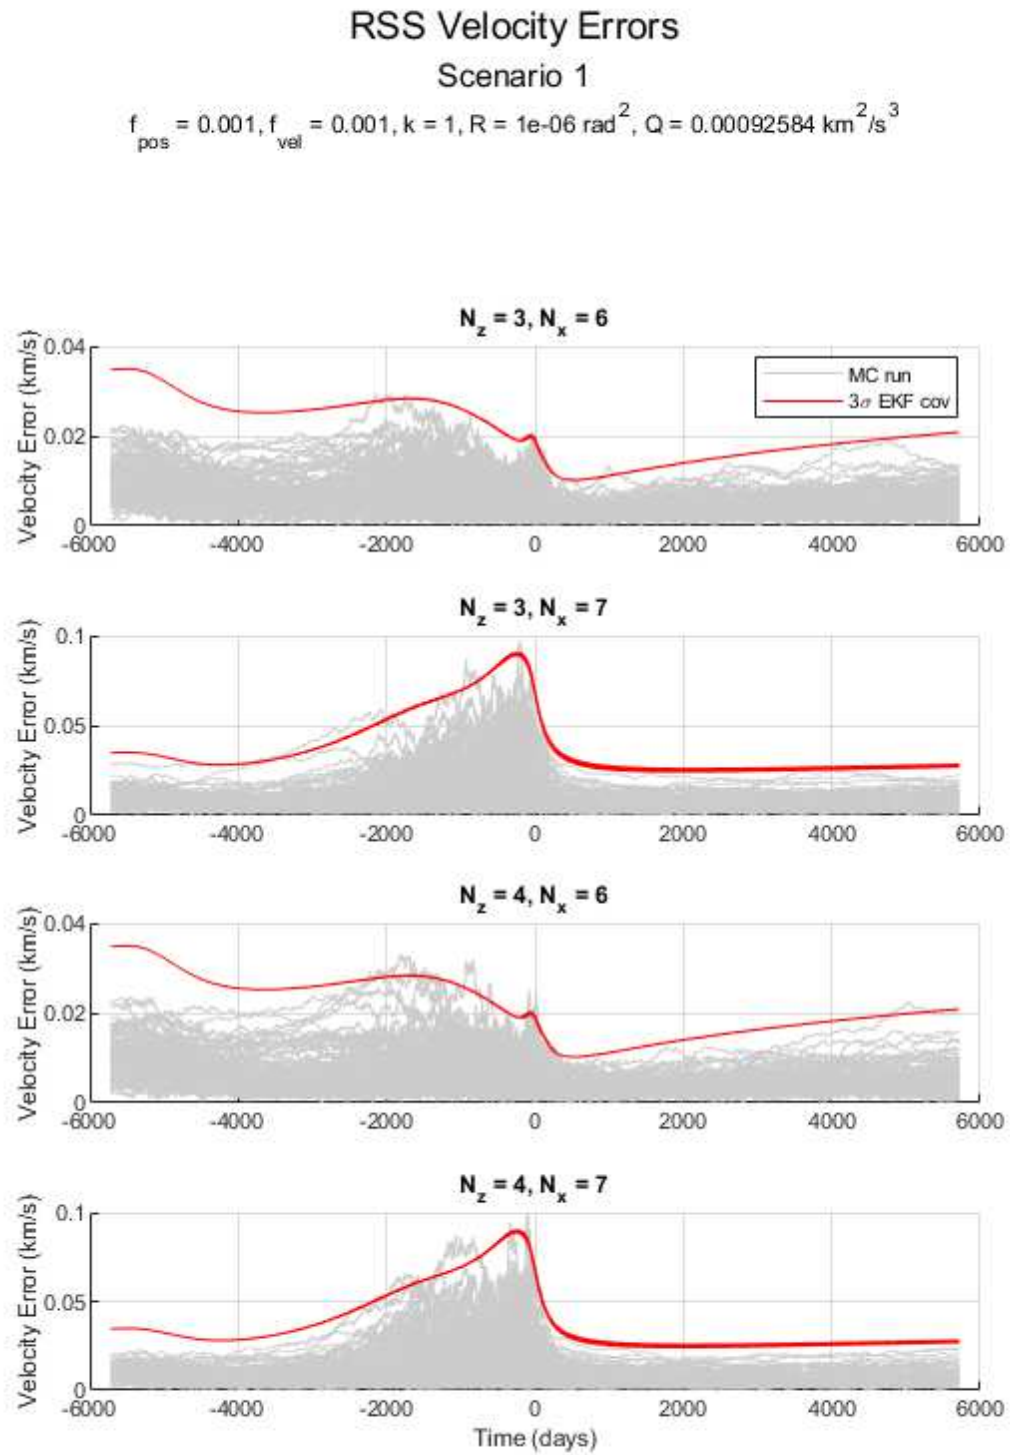 RSS Velocity Errors
Scenario 1
f_pos = 0.001, f_vel = 0.001, k = 1, R = 1e-06 rad^2, Q = 0.00092584 km^2/s^3
N_z = 3, N_x = 6
Velocity Error (km/s)
0.04
0.02
0
MC run
3σ EKF cov
-6000 -4000 -2000 0 2000 4000 6000
N_z = 3, N_x = 7
Velocity Error (km/s)
0.1
0.05
0
-6000 -4000 -2000 0 2000 4000 6000
N_z = 4, N_x = 6
Velocity Error (km/s)
0.04
0.02
0
-6000 -4000 -2000 0 2000 4000 6000
N_z = 4, N_x = 7
Velocity Error (km/s)
0.1
0.05
0
-6000 -4000 -2000 0 2000 4000 6000
Time (days)